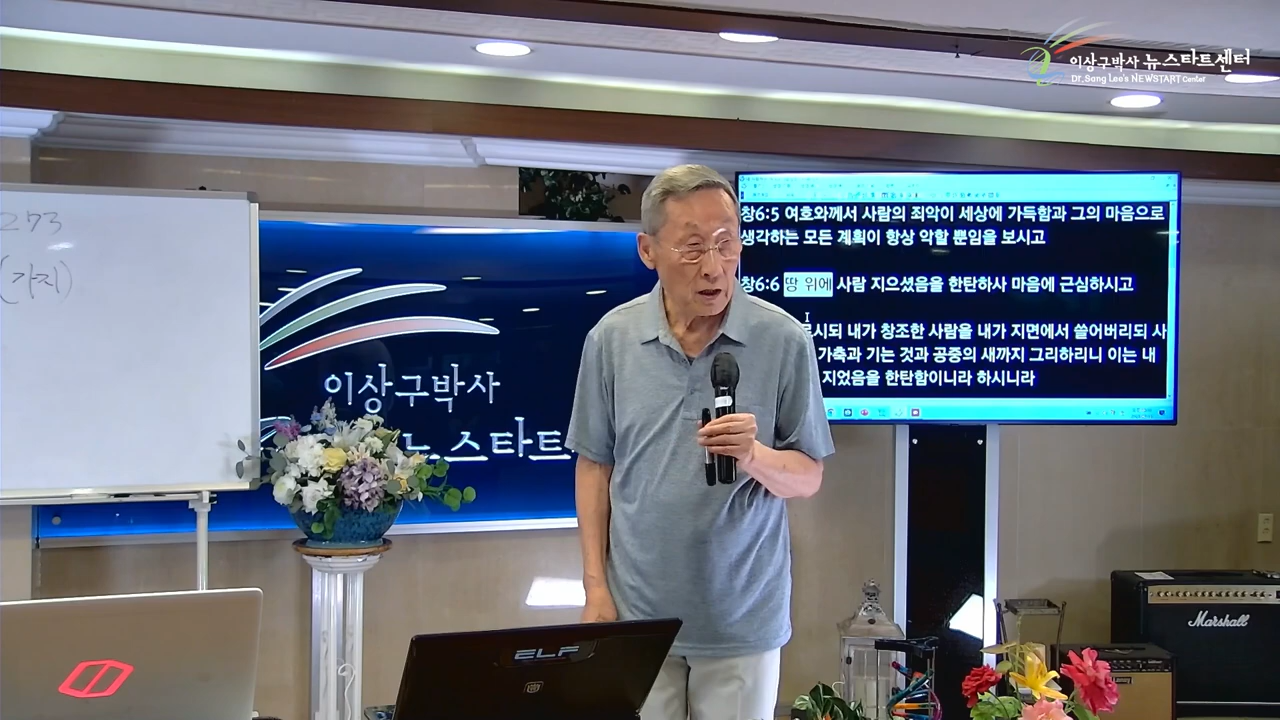 이상구박사 뉴스타트센터
Dr. Sang Lee's NEWSTART Center
273
(가지)
이상구박사
뉴스타트
창6:5 여호와께서 사람의 죄악이 세상에 가득함과 그의 마음으로
생각하는 모든 계획이 항상 악할 뿐임을 보시고
창6:6 땅 위에 사람 지으셨음을 한탄하사 마음에 근심하시고
시되 내가 창조한 사람을 내가 지면에서 쓸어버리되 사
가축과 기는 것과 공중의 새까지 그리하리니 이는 내
지었음을 한탄함이니라 하시니라
ELF
Marshall